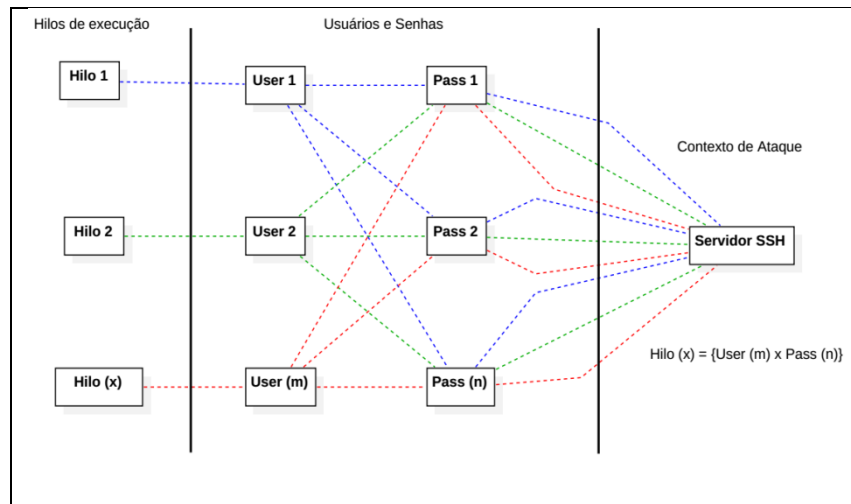 Hilos de execução
Usuários e Senhas
Hilo 1
User 1
Pass 1
Contexto de Ataque
Hilo 2
User 2
Pass 2
Servidor SSH
Hilo (x) = {User (m) x Pass (n)}
Hilo (x)
User (m)
Pass (n)